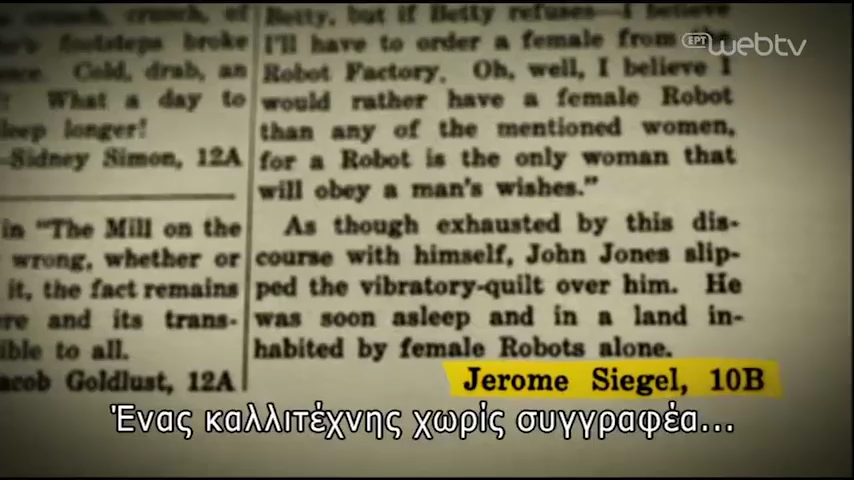 crunch, crunch, of
footsteps broke
Cold, drab, an
What a day to
longer!
—Sidney Simon, 12A
in "The Mill on the
wrong, whether or
it, the fact remains
and its trans-
to all.
Goldlust, 12A
Betty, but if Betty refuses—I believe
I'll have to order a female from the
Robot Factory. Oh, well, I believe I
would rather have a female Robot
than any of the mentioned women,
for a Robot is the only woman that
will obey a man's wishes."
As though exhausted by this dis-
course with himself, John Jones slip-
ped the vibratory-quilt over him. He
was soon asleep and in a land in-
habited by female Robots alone.
Jerome Siegel, 10B
ΕΡΤ webtv
Ένας καλλιτέχνης χωρίς συγγραφέα...